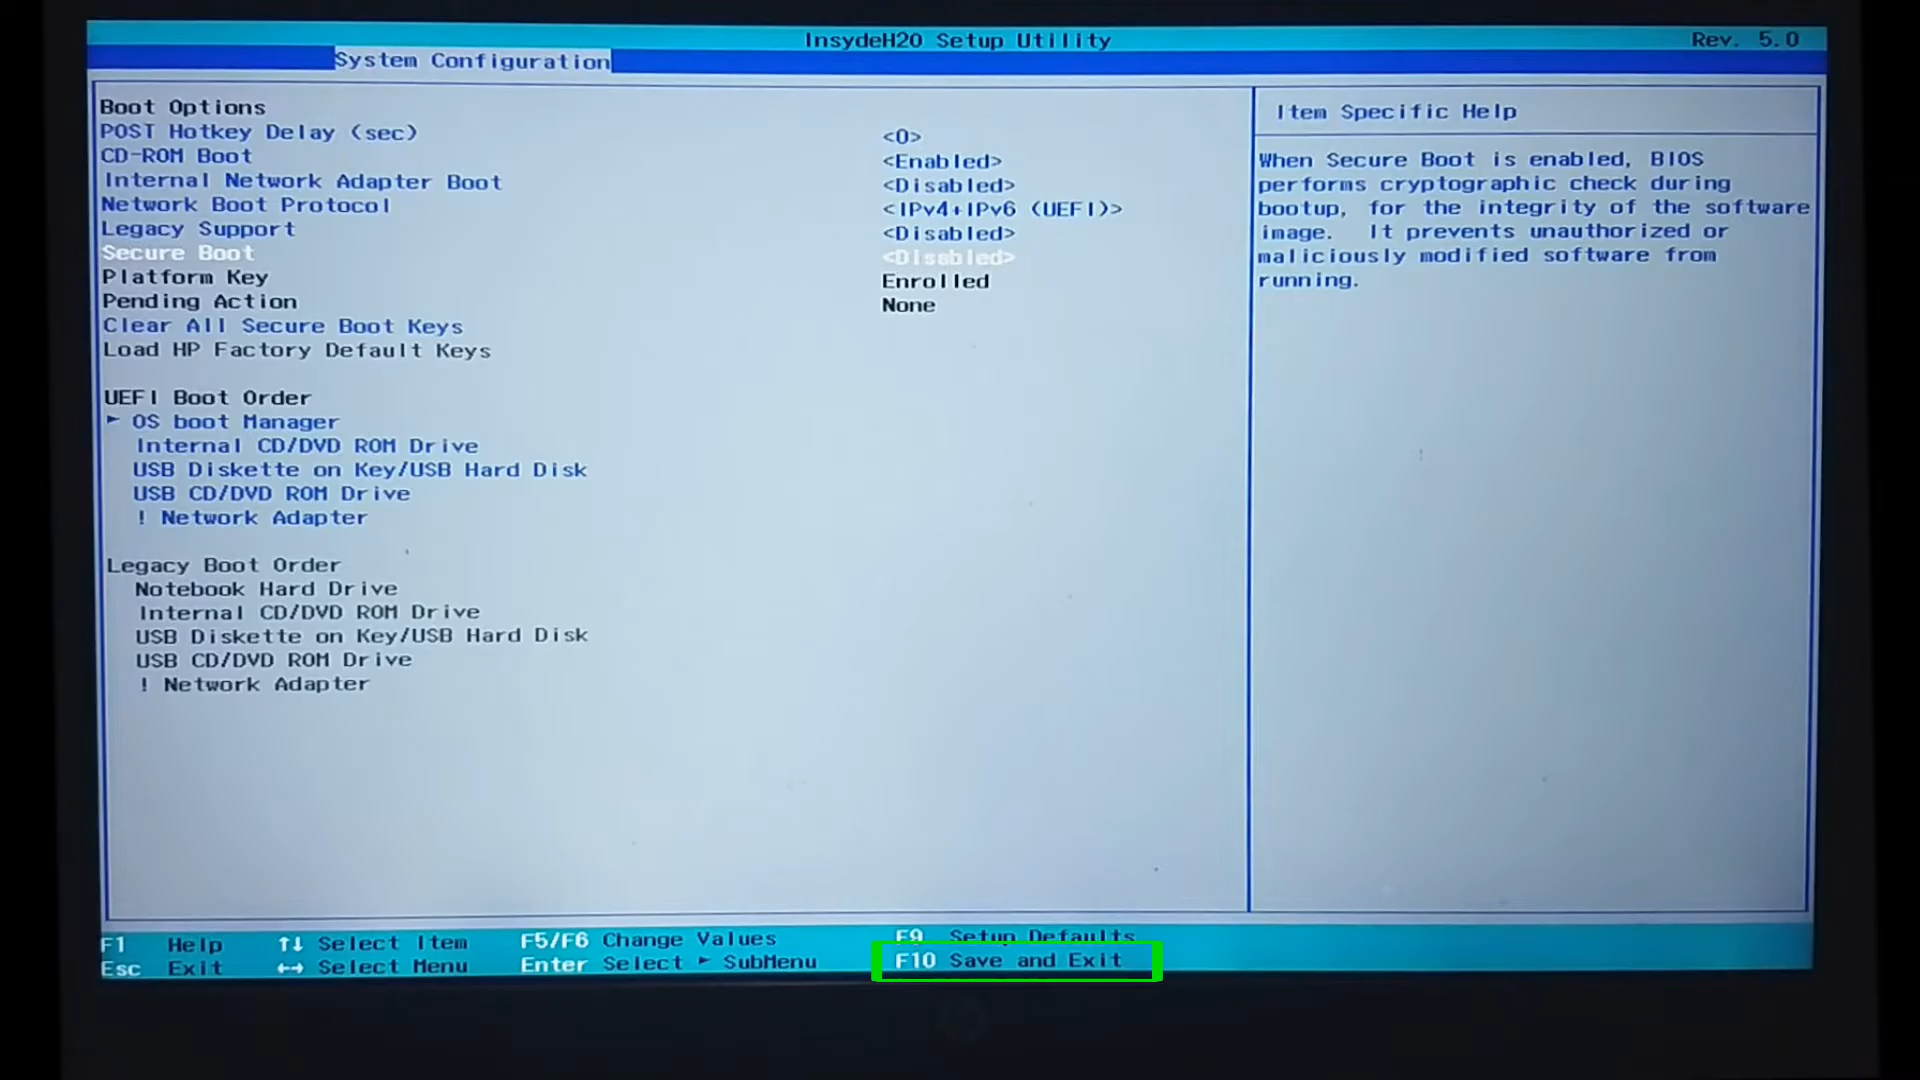 InsydeH20 Setup Utility
Rev. 5.0
System Configuration
Boot Options
POST Hotkey Delay (sec) <0>
CD-ROM Boot <Enabled>
Internal Network Adapter Boot <Disabled>
Network Boot Protocol <IPv4+IPv6 (UEFI)>
Legacy Support <Disabled>
Secure Boot <Disabled>
Platform Key Enrolled
Pending Action None
Clear All Secure Boot Keys
Load HP Factory Default Keys
UEFI Boot Order
► OS boot Manager
Internal CD/DVD ROM Drive
USB Diskette on Key/USB Hard Disk
USB CD/DVD ROM Drive
! Network Adapter
Legacy Boot Order
Notebook Hard Drive
Internal CD/DVD ROM Drive
USB Diskette on Key/USB Hard Disk
USB CD/DVD ROM Drive
! Network Adapter
Item Specific Help
When Secure Boot is enabled, BIOS
performs cryptographic check during
bootup, for the integrity of the software
image. It prevents unauthorized or
maliciously modified software from
running.
F1 Help ↑↓ Select Item F5/F6 Change Values F9 Setup Defaults
Esc Exit ←→ Select Menu Enter Select ► SubMenu F10 Save and Exit